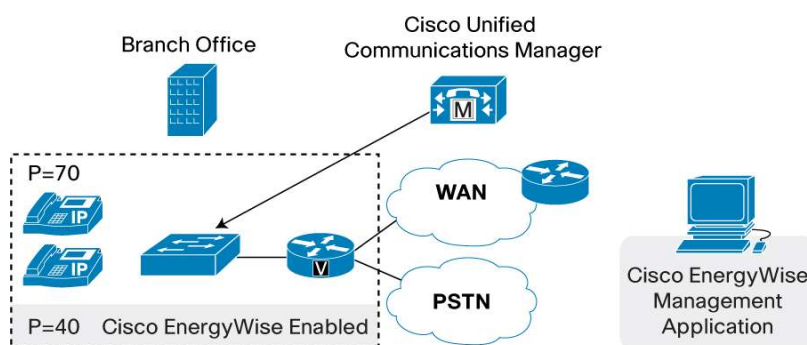 Branch Office
Cisco Unified
Communications Manager
M
P=70
IP
IP
V
WAN
PSTN
P=40 Cisco EnergyWise Enabled
Cisco EnergyWise
Management
Application